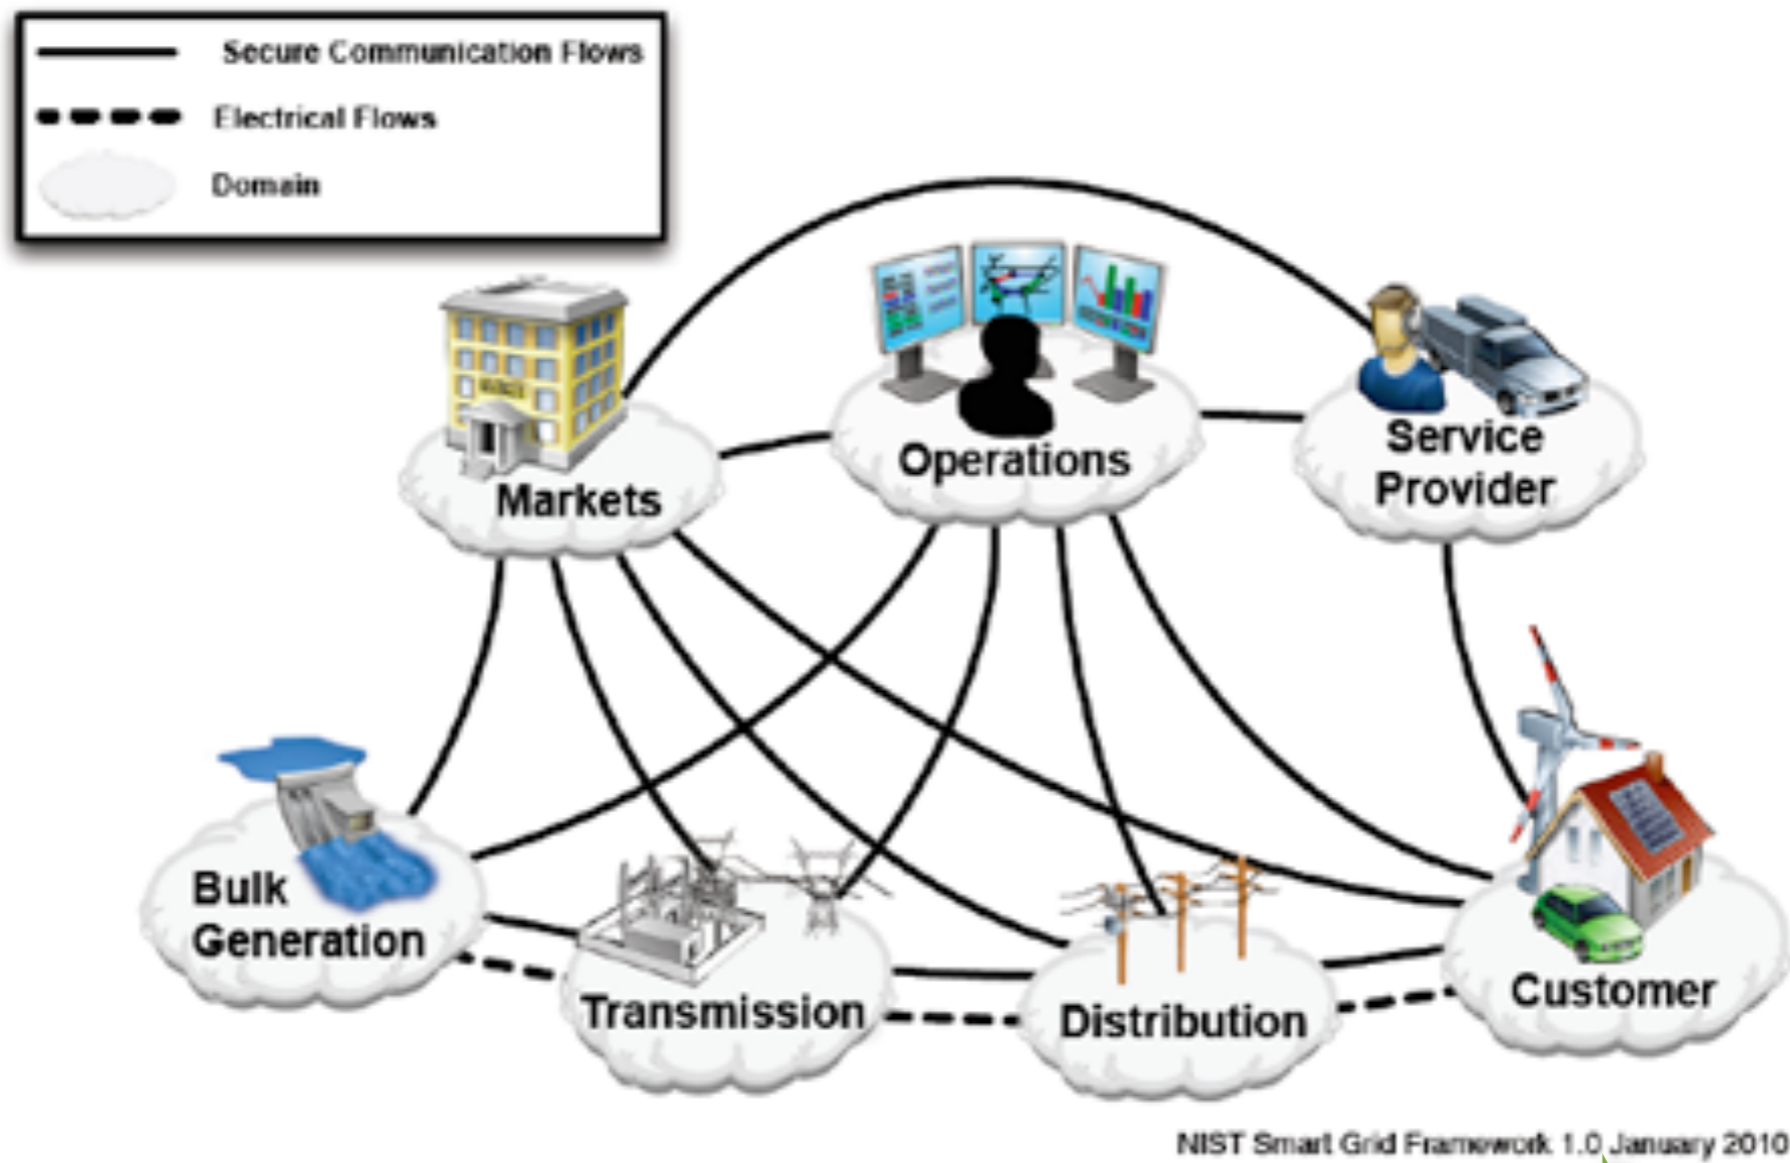 Secure Communication Flows
Electrical Flows
Domain
Markets
Operations
Service
Provider
Bulk
Generation
Transmission
Distribution
Customer
NIST Smart Grid Framework 1.0 January 2010